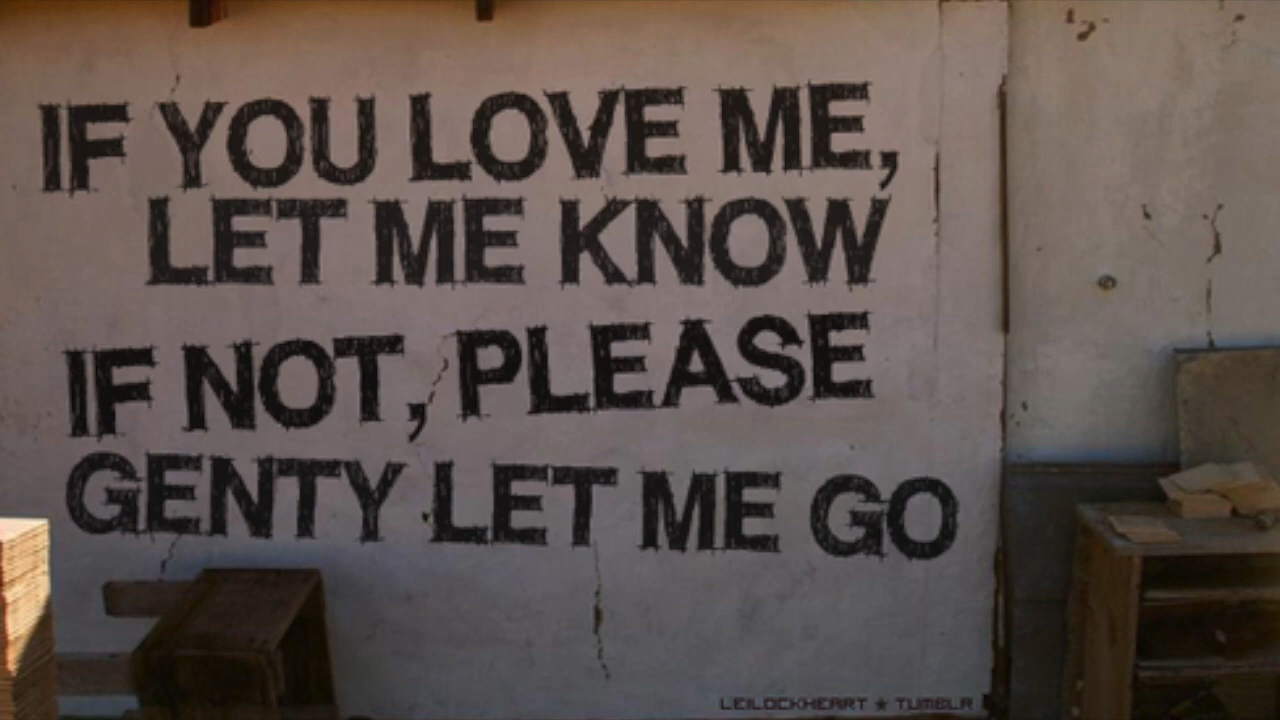 IF YOU LOVE ME,
LET ME KNOW
IF NOT, PLEASE
GENTY LET ME GO
LEILOCKHEART ★ TUMBLR